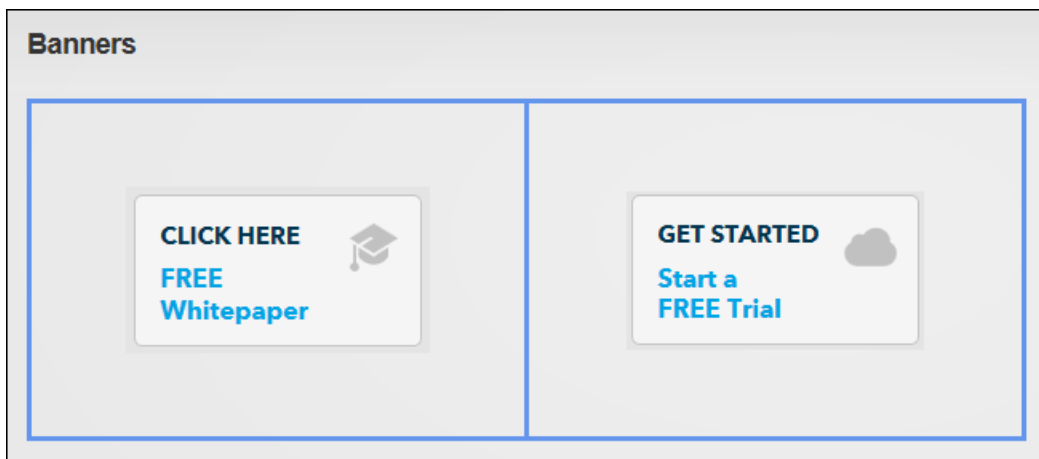 Banners
CLICK HERE
FREE
Whitepaper
GET STARTED
Start a
FREE Trial